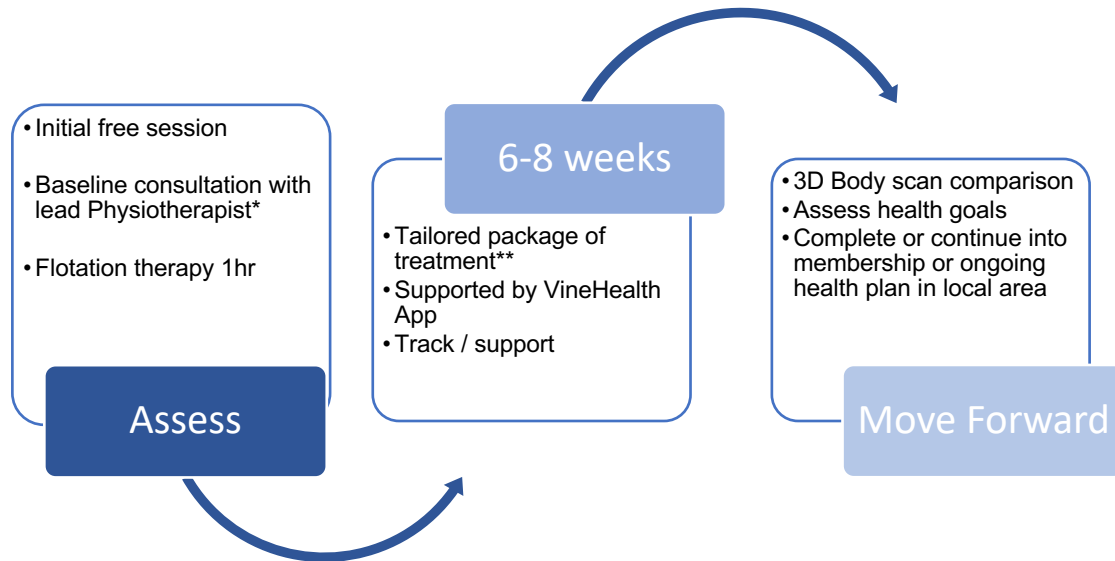 • Initial free session
• Baseline consultation with
lead Physiotherapist*
• Flotation therapy 1hr
Assess
6-8 weeks
• Tailored package of
treatment**
• Supported by VineHealth
App
• Track / support
• 3D Body scan comparison
• Assess health goals
• Complete or continue into
membership or ongoing
health plan in local area
Move Forward